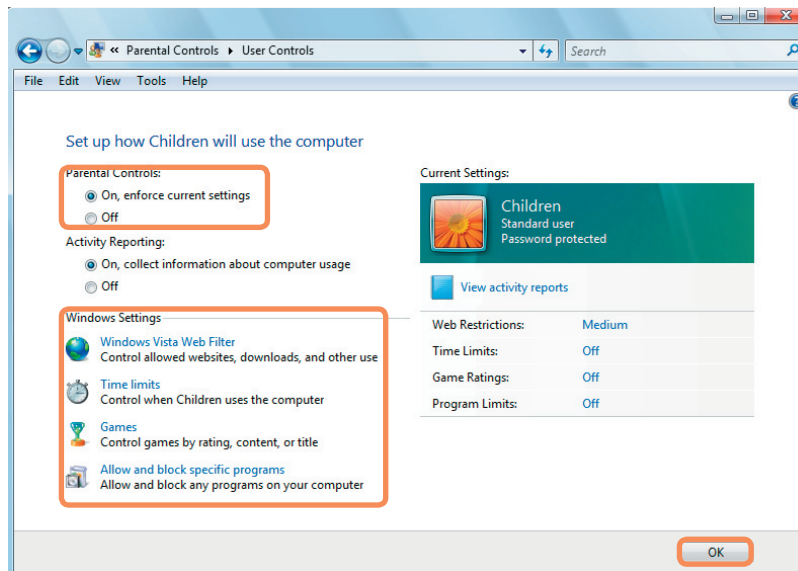 « Parental Controls ▸ User Controls
Search
File Edit View Tools Help
Set up how Children will use the computer
Parental Controls:
On, enforce current settings
Off
Activity Reporting:
On, collect information about computer usage
Off
Windows Settings
Windows Vista Web Filter
Control allowed websites, downloads, and other use
Time limits
Control when Children uses the computer
Games
Control games by rating, content, or title
Allow and block specific programs
Allow and block any programs on your computer
Current Settings:
Children
Standard user
Password protected
View activity reports
Web Restrictions: Medium
Time Limits: Off
Game Ratings: Off
Program Limits: Off
OK